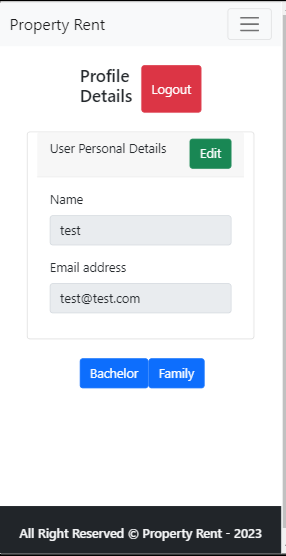 Property Rent
Profile
Details
Logout
User Personal Details
Edit
Name
test
Email address
test@test.com
Bachelor
Family
All Right Reserved © Property Rent - 2023